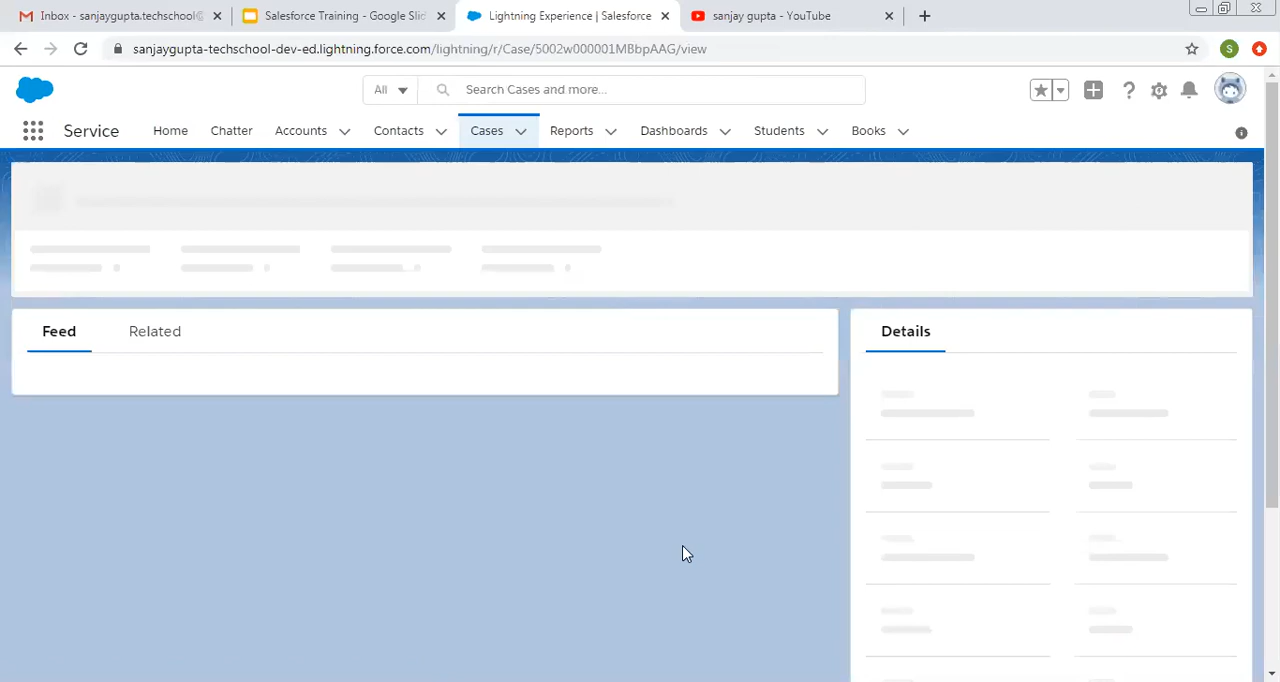 Inbox - sanjaygupta.techschool@
Salesforce Training - Google Slid
Lightning Experience | Salesforce
sanjay gupta - YouTube
sanjaygupta-techschool-dev-ed.lightning.force.com/lightning/r/Case/5002w000001MBbpAAG/view
S
All
Search Cases and more...
Service
Home
Chatter
Accounts
Contacts
Cases
Reports
Dashboards
Students
Books
Feed
Related
Details